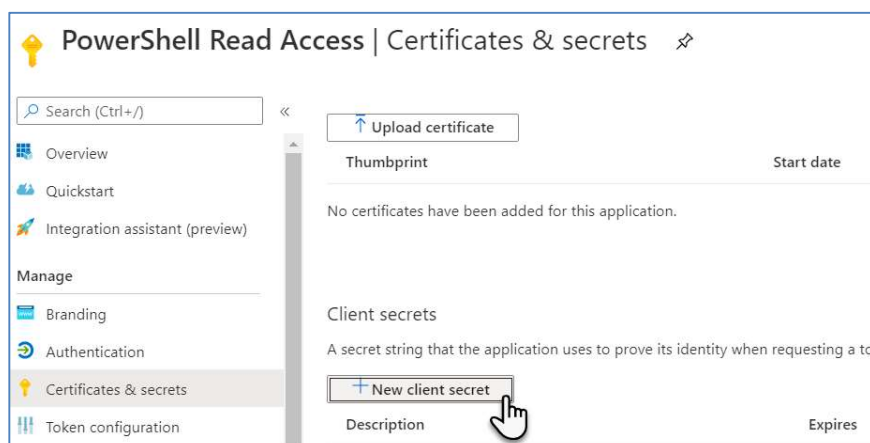 PowerShell Read Access | Certificates & secrets
Search (Ctrl+/)
«
Overview
Quickstart
Integration assistant (preview)
Manage
Branding
Authentication
Certificates & secrets
Token configuration
Upload certificate
Thumbprint Start date
No certificates have been added for this application.
Client secrets
A secret string that the application uses to prove its identity when requesting a to
New client secret
Description Expires